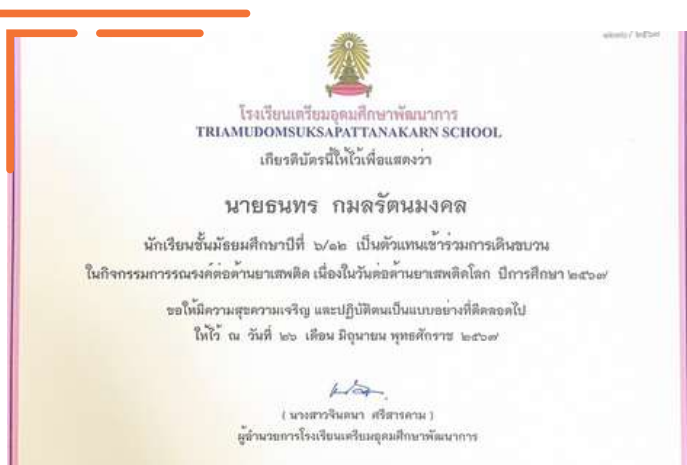 ๑๒๗๖ / ๒๕๖๗
โรงเรียนเตรียมอุดมศึกษาพัฒนาการ
TRIAMUDOMSUKSAPATTANAKARN SCHOOL
เกียรติบัตรนี้ให้ไว้เพื่อแสดงว่า
นายธนทร กมลรัตนมงคล
นักเรียนชั้นมัธยมศึกษาปีที่ ๖/๑๒ เป็นตัวแทนเข้าร่วมการเดินขบวน
ในกิจกรรมการรณรงค์ต่อต้านยาเสพติด เนื่องในวันต่อต้านยาเสพติดโลก ปีการศึกษา ๒๕๖๗
ขอให้มีความสุขความเจริญ และปฏิบัติตนเป็นแบบอย่างที่ดีตลอดไป
ให้ไว้ ณ วันที่ ๒๖ เดือน มิถุนายน พุทธศักราช ๒๕๖๗
( นางสาวจินตนา ศรีสารคาม )
ผู้อำนวยการโรงเรียนเตรียมอุดมศึกษาพัฒนาการ